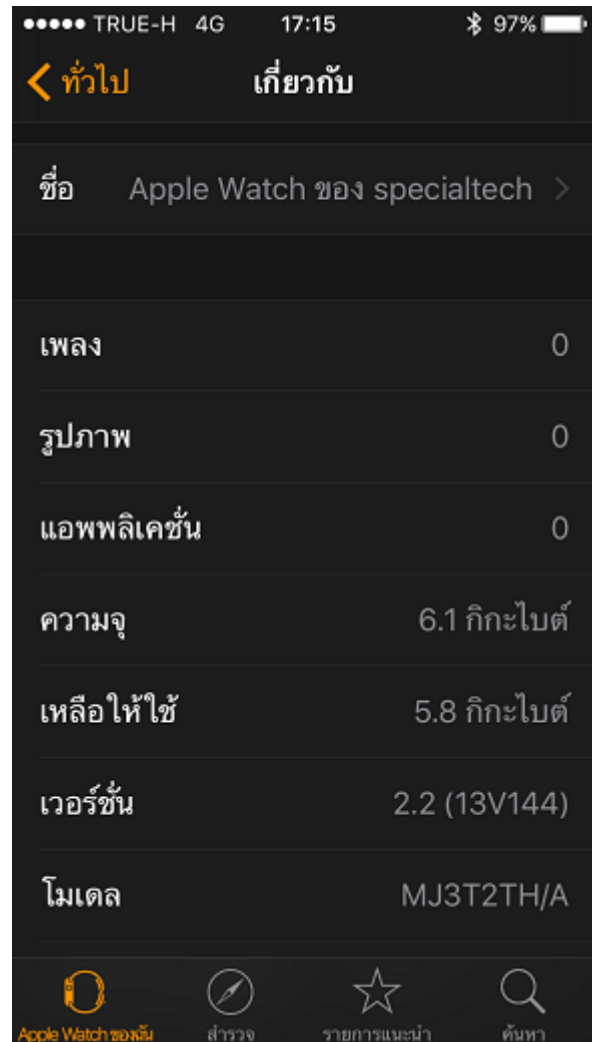 TRUE-H 4G 17:15 97%
ทั่วไป เกี่ยวกับ
ชื่อ Apple Watch ของ specialtech
เพลง 0
รูปภาพ 0
แอพพลิเคชั่น 0
ความจุ 6.1 กิกะไบต์
เหลือให้ใช้ 5.8 กิกะไบต์
เวอร์ชั่น 2.2 (13V144)
โมเดล MJ3T2TH/A
Apple Watch ของฉัน สำรวจ รายการแนะนำ ค้นหา